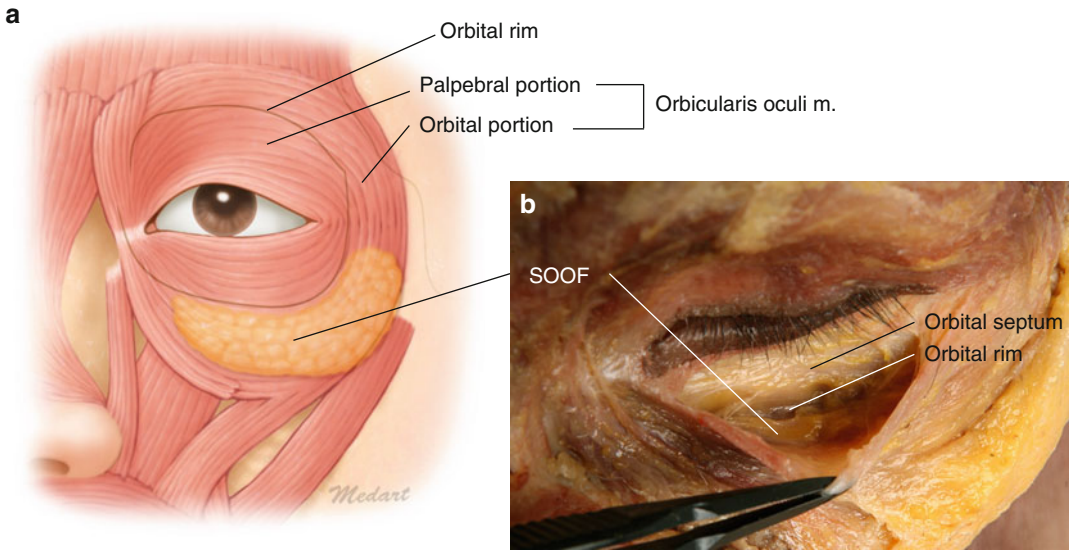 a
Orbital rim
Palpebral portion
Orbital portion
Orbicularis oculi m.
b
SOOF
Orbital septum
Orbital rim
Medart